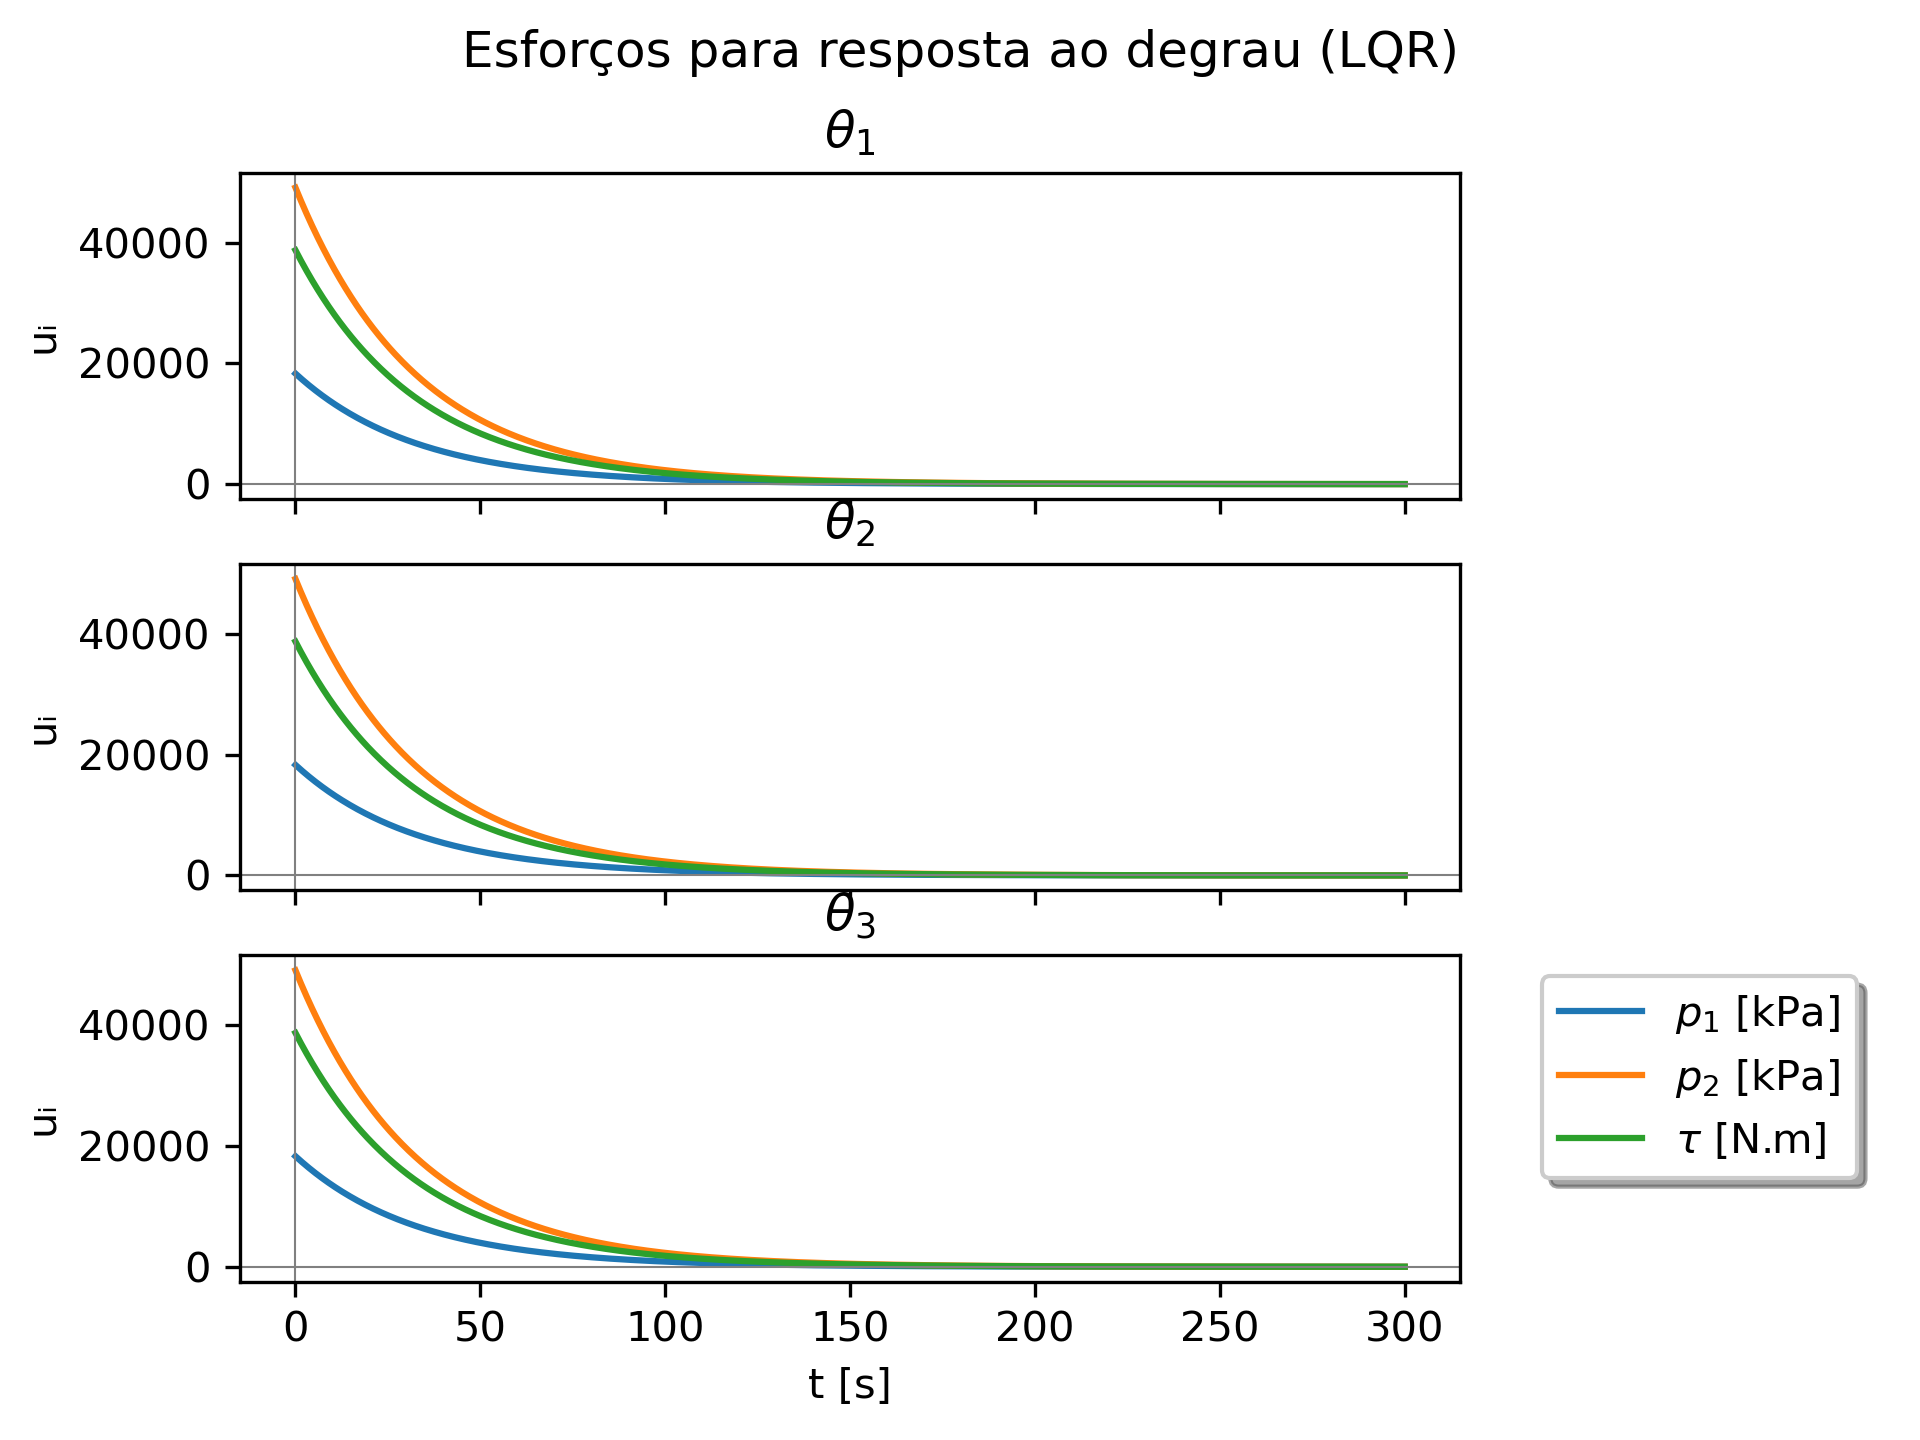 Esforços para resposta ao degrau (LQR)
θ₁
40000
20000
0
uᵢ
θ₂
40000
20000
0
uᵢ
θ₃
40000
20000
0
uᵢ
0 50 100 150 200 250 300
t [s]
p₁ [kPa]
p₂ [kPa]
τ [N.m]